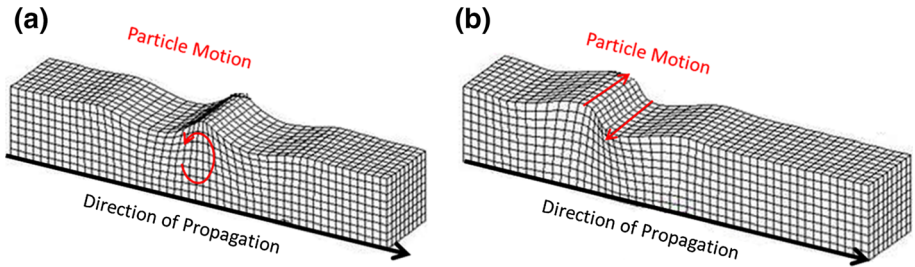 (a)
Particle Motion
Direction of Propagation
(b)
Particle Motion
Direction of Propagation